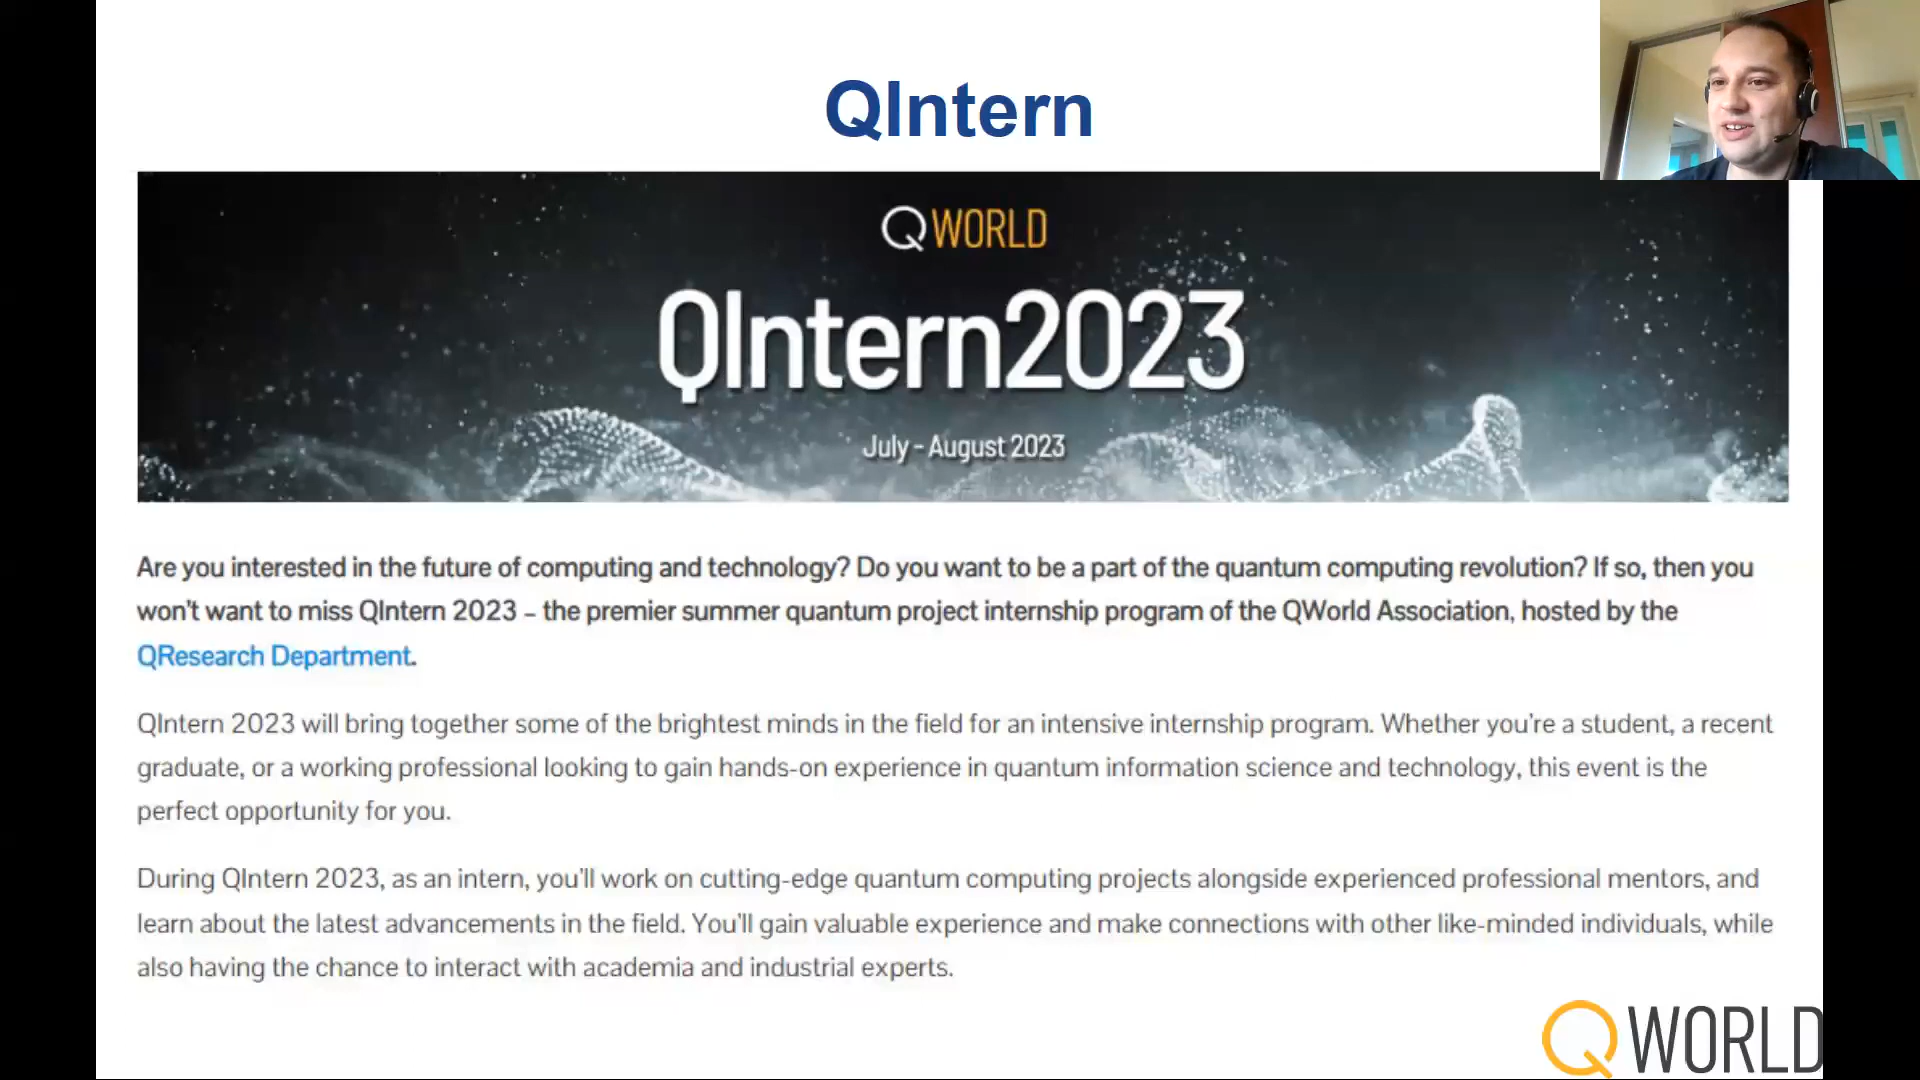 QIntern
QWORLD
QIntern2023
July - August 2023
Are you interested in the future of computing and technology? Do you want to be a part of the quantum computing revolution? If so, then you
won't want to miss QIntern 2023 – the premier summer quantum project internship program of the QWorld Association, hosted by the
QResearch Department.
QIntern 2023 will bring together some of the brightest minds in the field for an intensive internship program. Whether you're a student, a recent
graduate, or a working professional looking to gain hands-on experience in quantum information science and technology, this event is the
perfect opportunity for you.
During QIntern 2023, as an intern, you'll work on cutting-edge quantum computing projects alongside experienced professional mentors, and
learn about the latest advancements in the field. You'll gain valuable experience and make connections with other like-minded individuals, while
also having the chance to interact with academia and industrial experts.
QWORLD